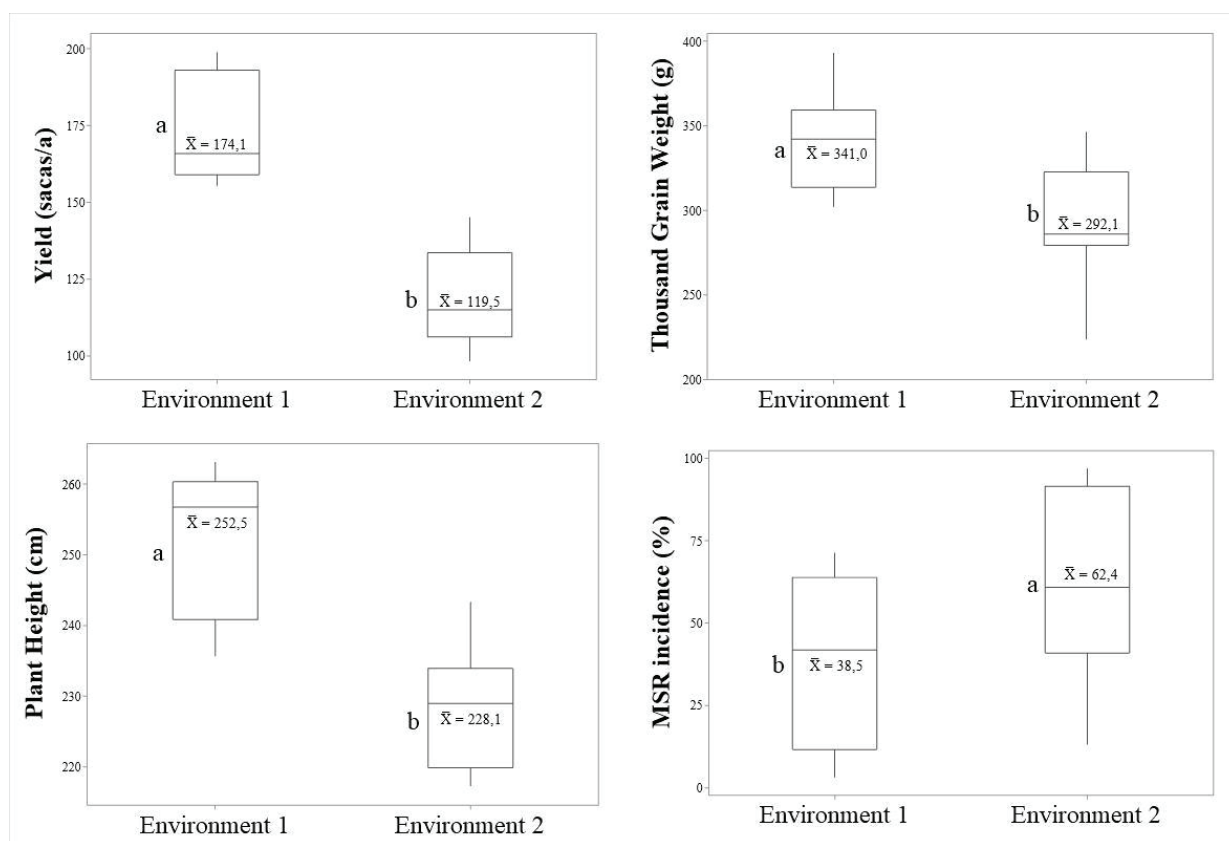 Yield (sacas/a)
200
175
150
125
100
a
X̄ = 174,1
b
X̄ = 119,5
Environment 1
Environment 2
Thousand Grain Weight (g)
400
350
300
250
200
a
X̄ = 341,0
b
X̄ = 292,1
Environment 1
Environment 2
Plant Height (cm)
260
250
240
230
220
a
X̄ = 252,5
b
X̄ = 228,1
Environment 1
Environment 2
MSR incidence (%)
100
75
50
25
0
b
X̄ = 38,5
a
X̄ = 62,4
Environment 1
Environment 2